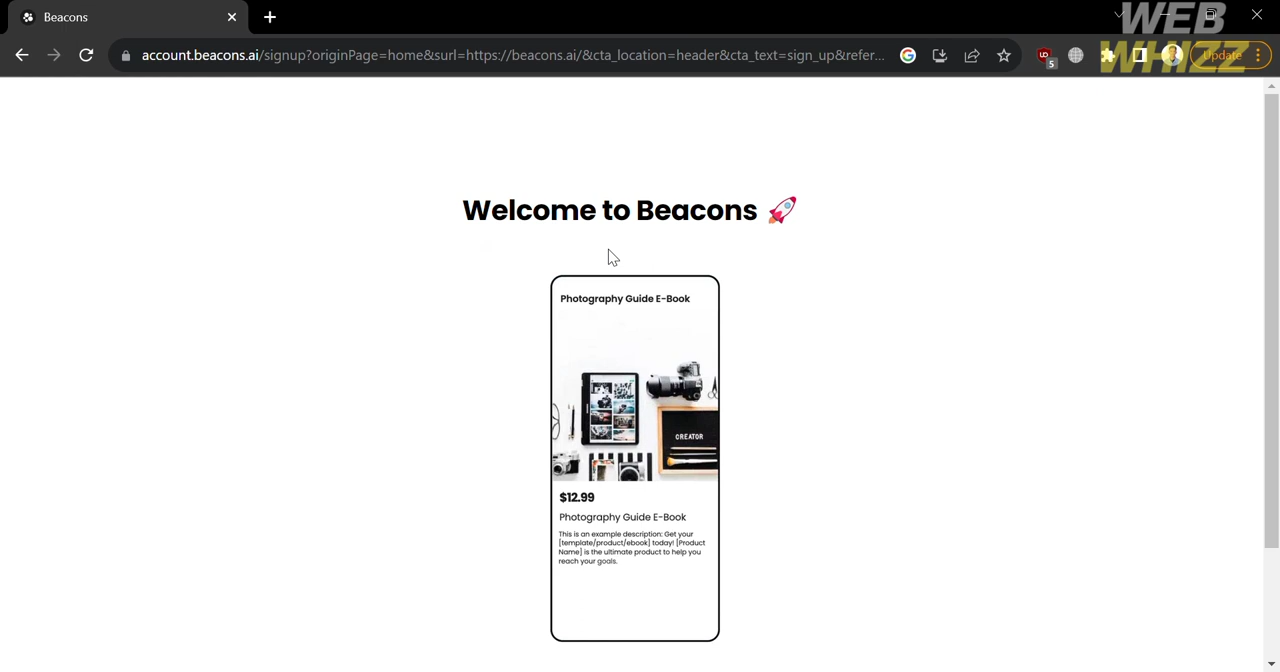 Beacons
WEB
WHIZZ
account.beacons.ai/signup?originPage=home&surl=https://beacons.ai/&cta_location=header&cta_text=sign_up&refer...
5
Update
Welcome to Beacons 🚀
Photography Guide E-Book
CREATOR
$12.99
Photography Guide E-Book
This is an example description: Get your
[template/product/ebook] today! [Product
Name] is the ultimate product to help you
reach your goals.